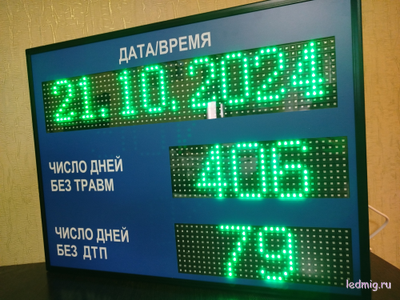 ДАТА/ВРЕМЯ
21.10.2024
ЧИСЛО ДНЕЙ
БЕЗ ТРАВМ
406
ЧИСЛО ДНЕЙ
БЕЗ ДТП
79
ledmig.ru